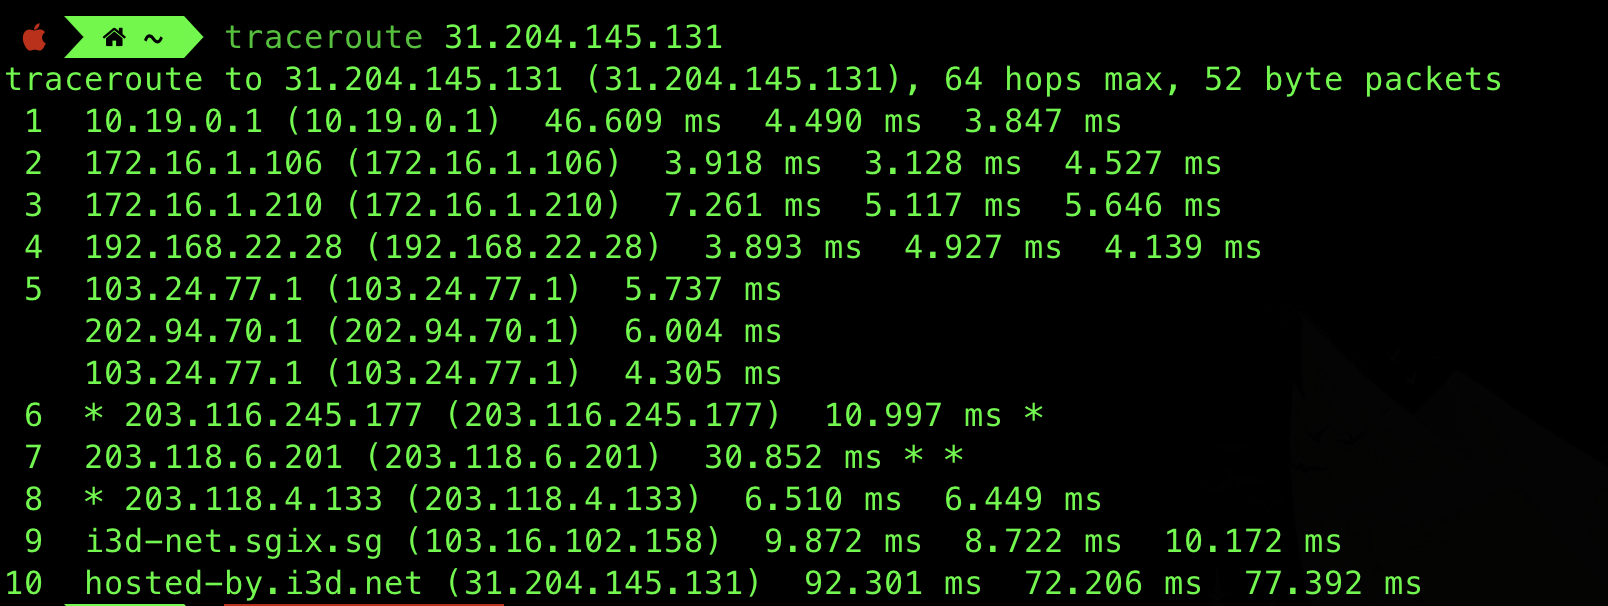 ~ traceroute 31.204.145.131
traceroute to 31.204.145.131 (31.204.145.131), 64 hops max, 52 byte packets
1 10.19.0.1 (10.19.0.1) 46.609 ms 4.490 ms 3.847 ms
2 172.16.1.106 (172.16.1.106) 3.918 ms 3.128 ms 4.527 ms
3 172.16.1.210 (172.16.1.210) 7.261 ms 5.117 ms 5.646 ms
4 192.168.22.28 (192.168.22.28) 3.893 ms 4.927 ms 4.139 ms
5 103.24.77.1 (103.24.77.1) 5.737 ms
202.94.70.1 (202.94.70.1) 6.004 ms
103.24.77.1 (103.24.77.1) 4.305 ms
6 * 203.116.245.177 (203.116.245.177) 10.997 ms *
7 203.118.6.201 (203.118.6.201) 30.852 ms * *
8 * 203.118.4.133 (203.118.4.133) 6.510 ms 6.449 ms
9 i3d-net.sgix.sg (103.16.102.158) 9.872 ms 8.722 ms 10.172 ms
10 hosted-by.i3d.net (31.204.145.131) 92.301 ms 72.206 ms 77.392 ms